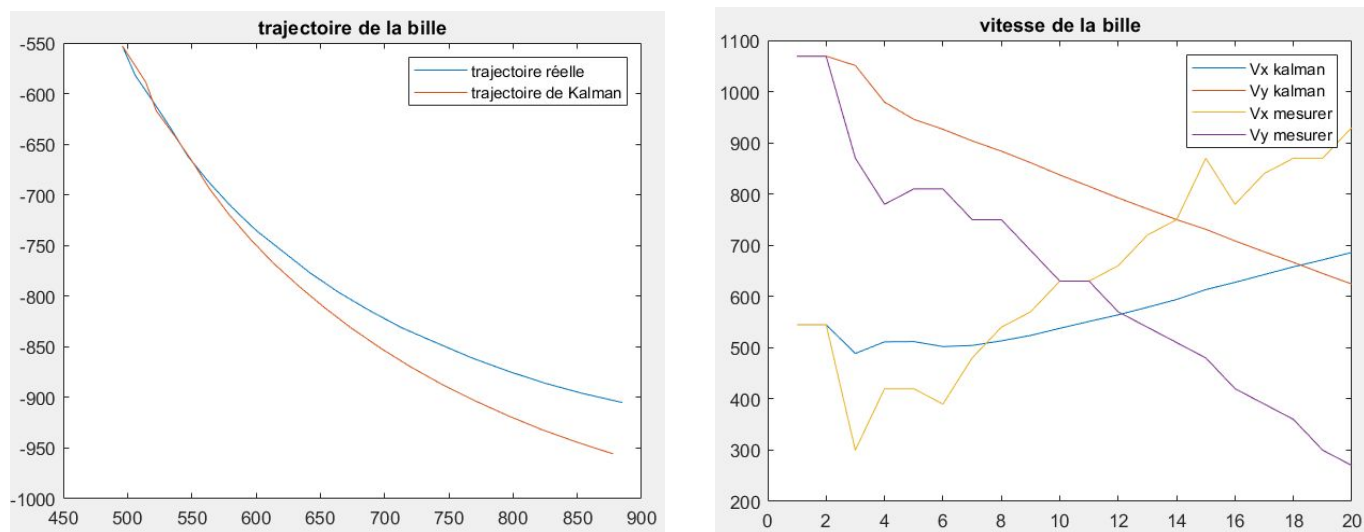 trajectoire de la bille
-550
-600
-650
-700
-750
-800
-850
-900
-950
-1000
450 500 550 600 650 700 750 800 850 900
trajectoire réelle
trajectoire de Kalman
vitesse de la bille
1100
1000
900
800
700
600
500
400
300
200
0 2 4 6 8 10 12 14 16 18 20
Vx kalman
Vy kalman
Vx mesurer
Vy mesurer